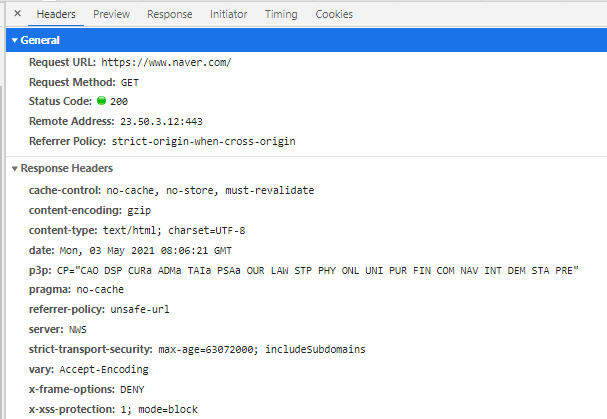 × Headers Preview Response Initiator Timing Cookies
▼ General
Request URL: https://www.naver.com/
Request Method: GET
Status Code: 200
Remote Address: 23.50.3.12:443
Referrer Policy: strict-origin-when-cross-origin
▼ Response Headers
cache-control: no-cache, no-store, must-revalidate
content-encoding: gzip
content-type: text/html; charset=UTF-8
date: Mon, 03 May 2021 08:06:21 GMT
p3p: CP="CAO DSP CURa ADMa TAIa PSAa OUR LAW STP PHY ONL UNI PUR FIN COM NAV INT DEM STA PRE"
pragma: no-cache
referrer-policy: unsafe-url
server: NWS
strict-transport-security: max-age=63072000; includeSubdomains
vary: Accept-Encoding
x-frame-options: DENY
x-xss-protection: 1; mode=block